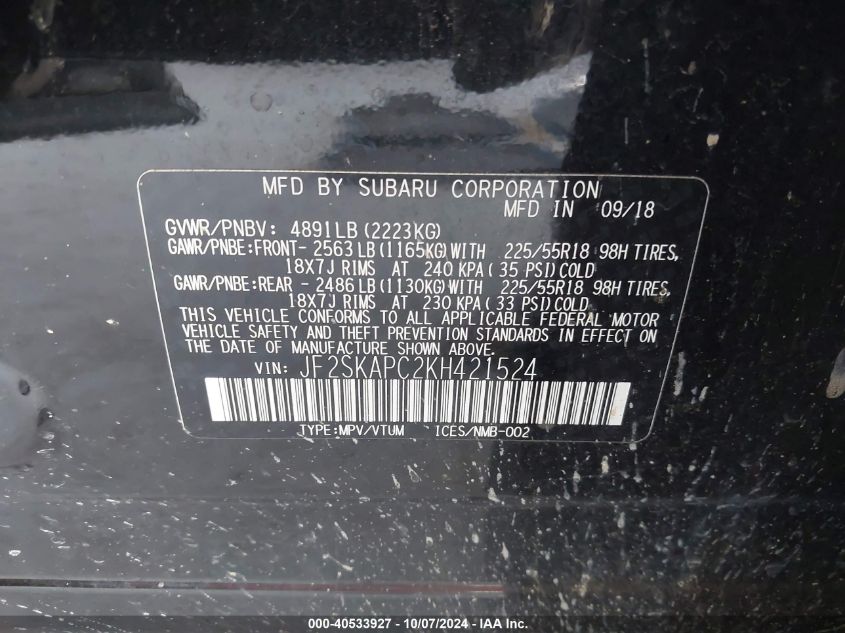 MFD BY SUBARU CORPORATION
MFD IN 09/18
GVWR/PNBV: 4891LB(2223KG)
GAWR/PNBE:FRONT- 2563LB(1165KG)WITH 225/55R18 98H TIRES,
18X7J RIMS AT 240 KPA( 35 PSI)COLD
GAWR/PNBE:REAR - 2486LB(1130KG)WITH 225/55R18 98H TIRES,
18X7J RIMS AT 230 KPA( 33 PSI)COLD
THIS VEHICLE CONFORMS TO ALL APPLICABLE FEDERAL MOTOR
VEHICLE SAFETY AND THEFT PREVENTION STANDARDS IN EFFECT ON
THE DATE OF MANUFACTURE SHOWN ABOVE.
VIN: JF2SKAPC2KH421524
TYPE:MPV/VTUM ICES/NMB-002
000-40533927 - 10/07/2024 - IAA Inc.